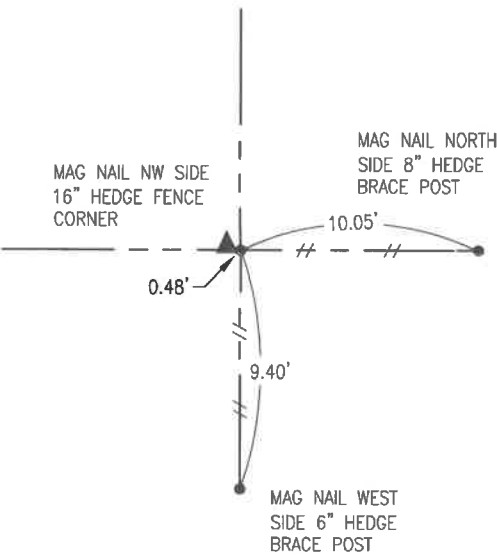 MAG NAIL NORTH
SIDE 8" HEDGE
BRACE POST
MAG NAIL NW SIDE
16" HEDGE FENCE
CORNER
10.05'
0.48'
9.40'
MAG NAIL WEST
SIDE 6" HEDGE
BRACE POST